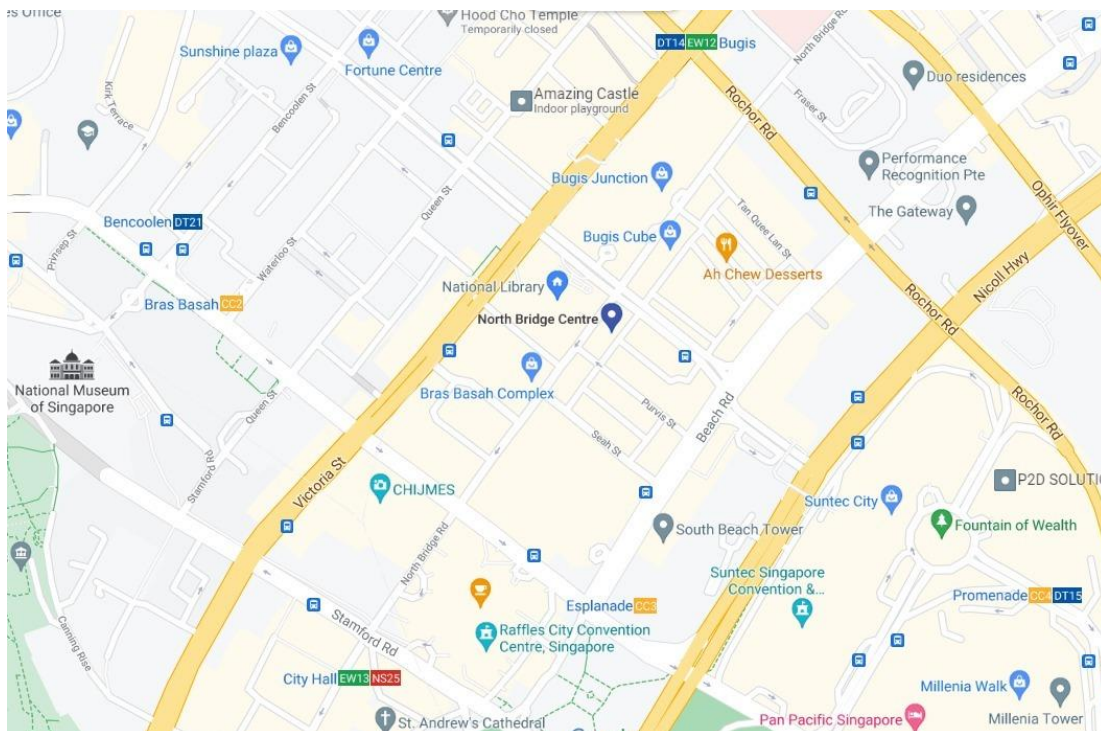 es Office
Hood Cho Temple
Temporarily closed
Sunshine plaza
Fortune Centre
DT14 EW12 Bugis
North Bridge Rd
Duo residences
Kirk Terrace
Bencoolen St
Amazing Castle
Indoor playground
Rochor Rd
Fraser St
Performance
Recognition Pte
Ophir Flyover
Bugis Junction
Queen St
Tan Quee Lan St
The Gateway
Bencoolen DT21
Prinsep St
Waterloo St
Bugis Cube
Ah Chew Desserts
Nicoll Hwy
National Library
Bras Basah CC2
North Bridge Centre
Rochor Rd
National Museum
of Singapore
Bras Basah Complex
Queen St
Purvis St
Beach Rd
Rochor Rd
Seah St
Stamford Rd
Victoria St
CHIJMES
Suntec City
P2D SOLUTIO
South Beach Tower
Fountain of Wealth
North Bridge Rd
Suntec Singapore
Convention &...
Esplanade CC3
Promenade CC4 DT15
Canning Rise
Stamford Rd
Raffles City Convention
Centre, Singapore
City Hall EW13 NS25
Millenia Walk
St. Andrew's Cathedral
Pan Pacific Singapore
Millenia Tower